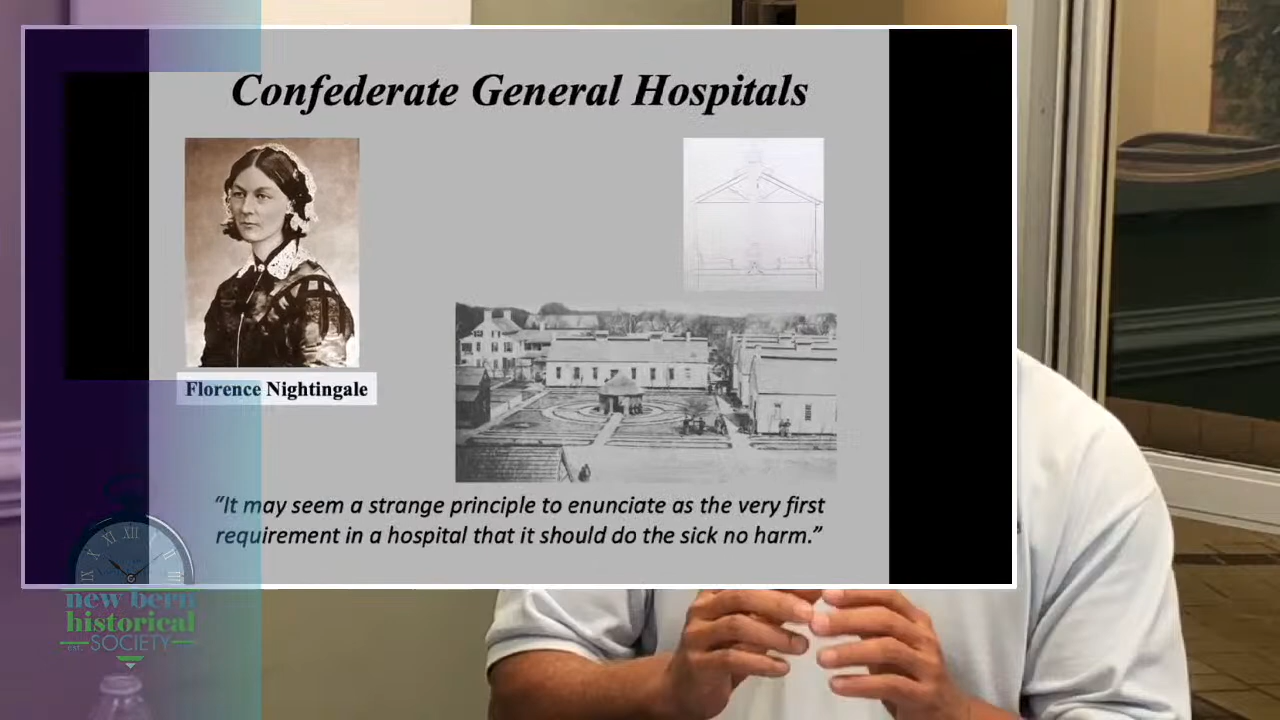 Confederate General Hospitals
Florence Nightingale
“It may seem a strange principle to enunciate as the very first
requirement in a hospital that it should do the sick no harm.”
new bern
historical
est. SOCIETY